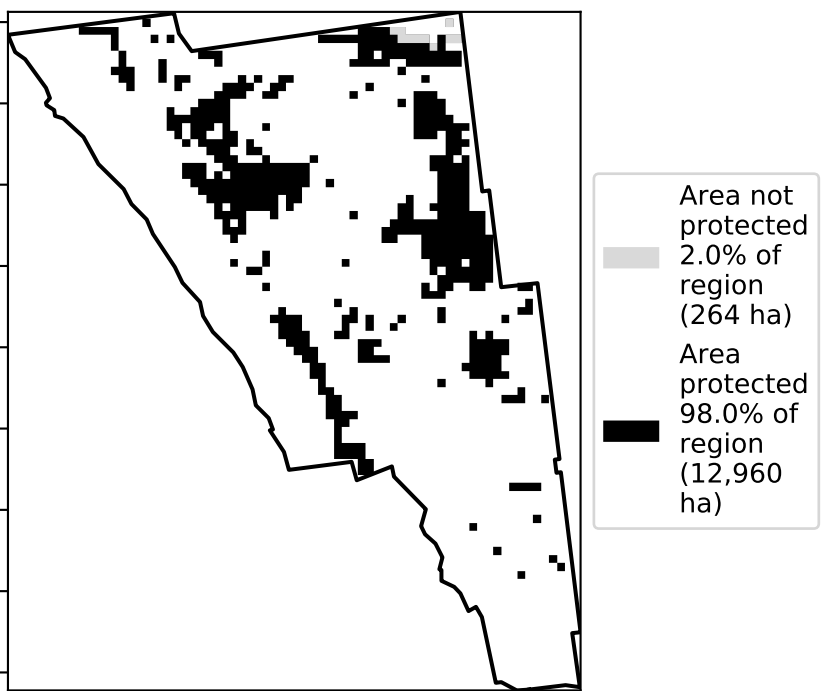 Area not
protected
2.0% of
region
(264 ha)
Area
protected
98.0% of
region
(12,960
ha)